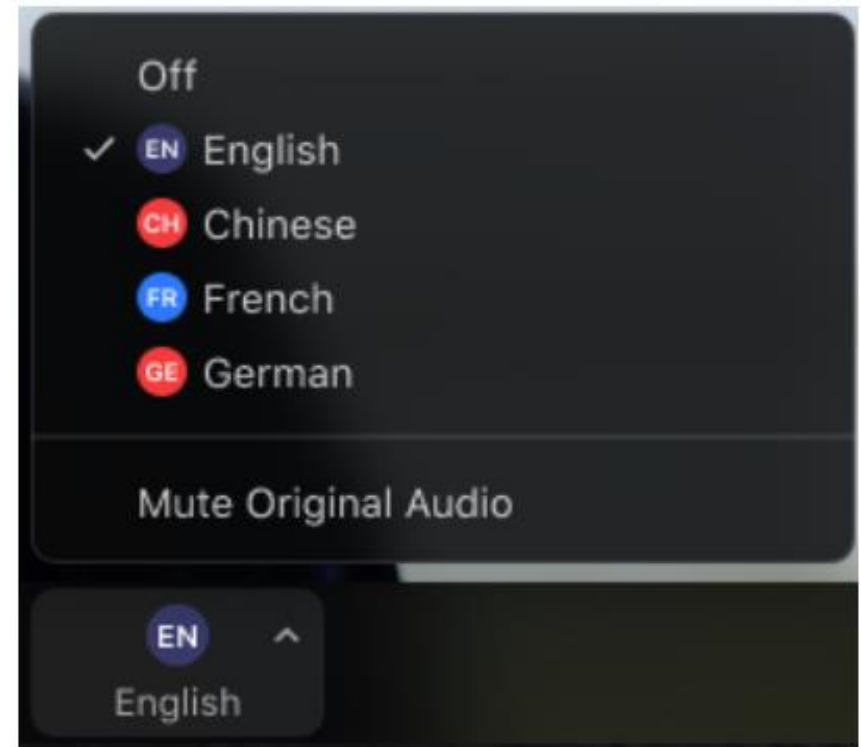 Off
EN English
CH Chinese
FR French
GE German
Mute Original Audio
EN
English